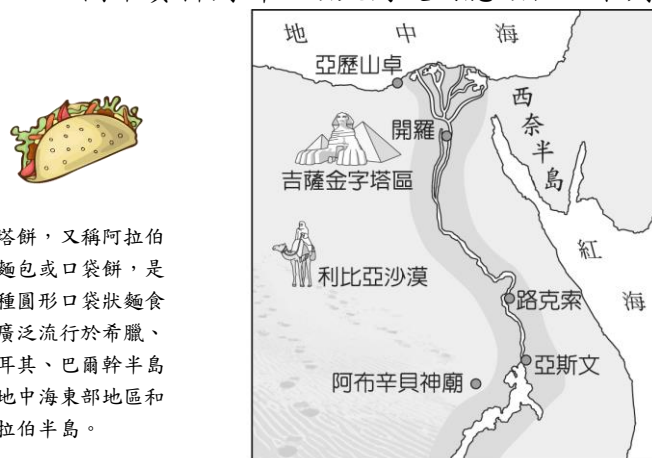 塔餅,又稱阿拉伯
麵包或口袋餅,是
種圓形口袋狀麵食
廣泛流行於希臘、
耳其、巴爾幹半島
地中海東部地區和
拉伯半島。
地中海
亞歷山卓
西奈半島
開羅
吉薩金字塔區
紅海
利比亞沙漠
路克索
亞斯文
阿布辛貝神廟